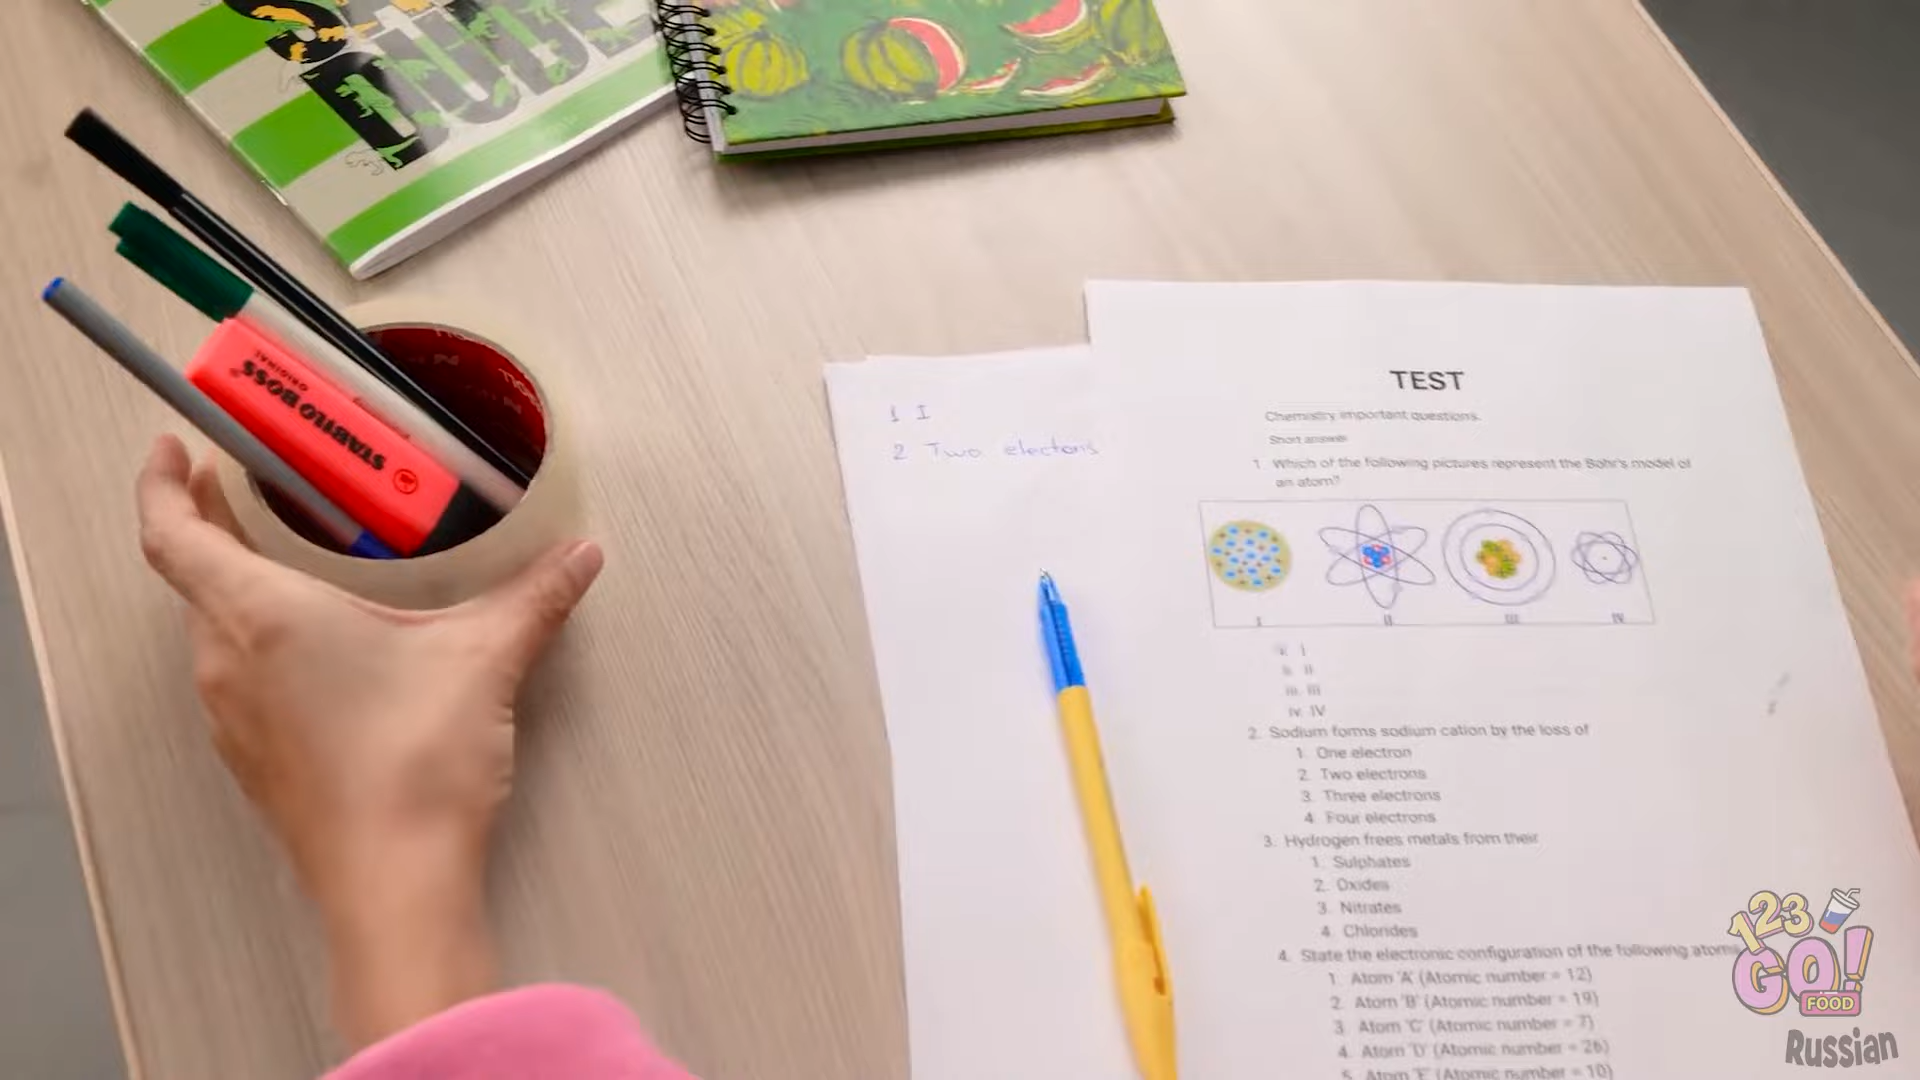 STABILO BOSS
ORIGINAL
1 I
2 Two electons
TEST
Chemistry important questions.
Short answer
1. Which of the following pictures represent the Bohr's model of
an atom?
I II III IV
i. I
ii. II
iii. III
iv. IV
2. Sodium forms sodium cation by the loss of
1. One electron
2. Two electrons
3. Three electrons
4. Four electrons
3. Hydrogen frees metals from their
1. Sulphates
2. Oxides
3. Nitrates
4. Chlorides
4. State the electronic configuration of the following atoms
1. Atom 'A' (Atomic number = 12)
2. Atom 'B' (Atomic number = 19)
3. Atom 'C' (Atomic number = 7)
4. Atom 'D' (Atomic number = 26)
5. Atom 'E' (Atomic number = 10)
123
GO!
FOOD
Russian